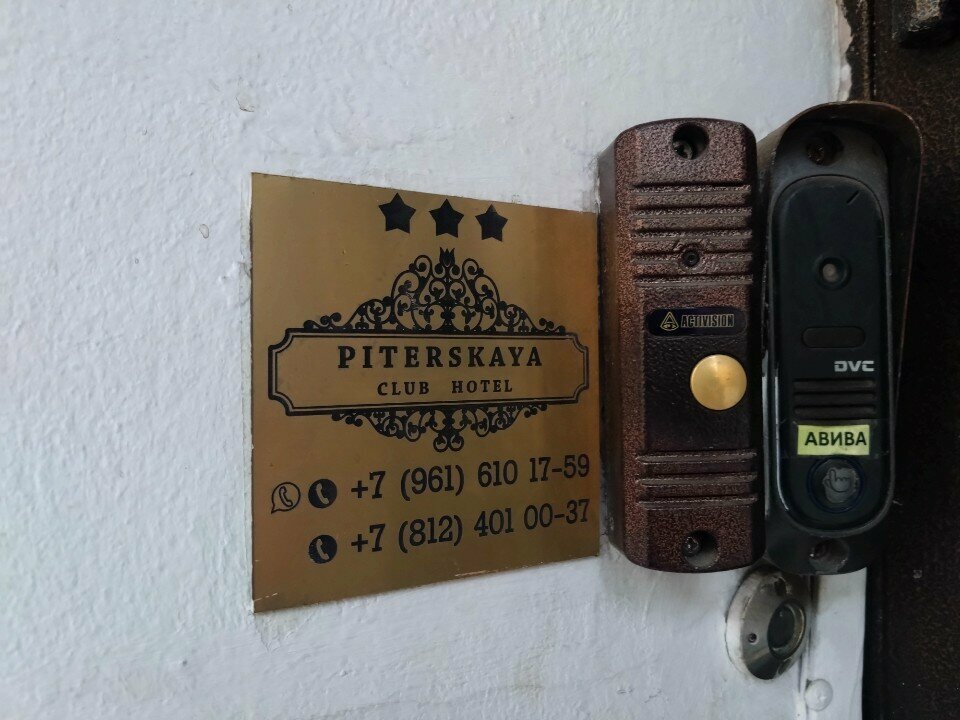 PITERSKAYA
CLUB HOTEL
+7 (961) 610 17-59
+7 (812) 401 00-37
ACTIVISION
DVC
АВИВА